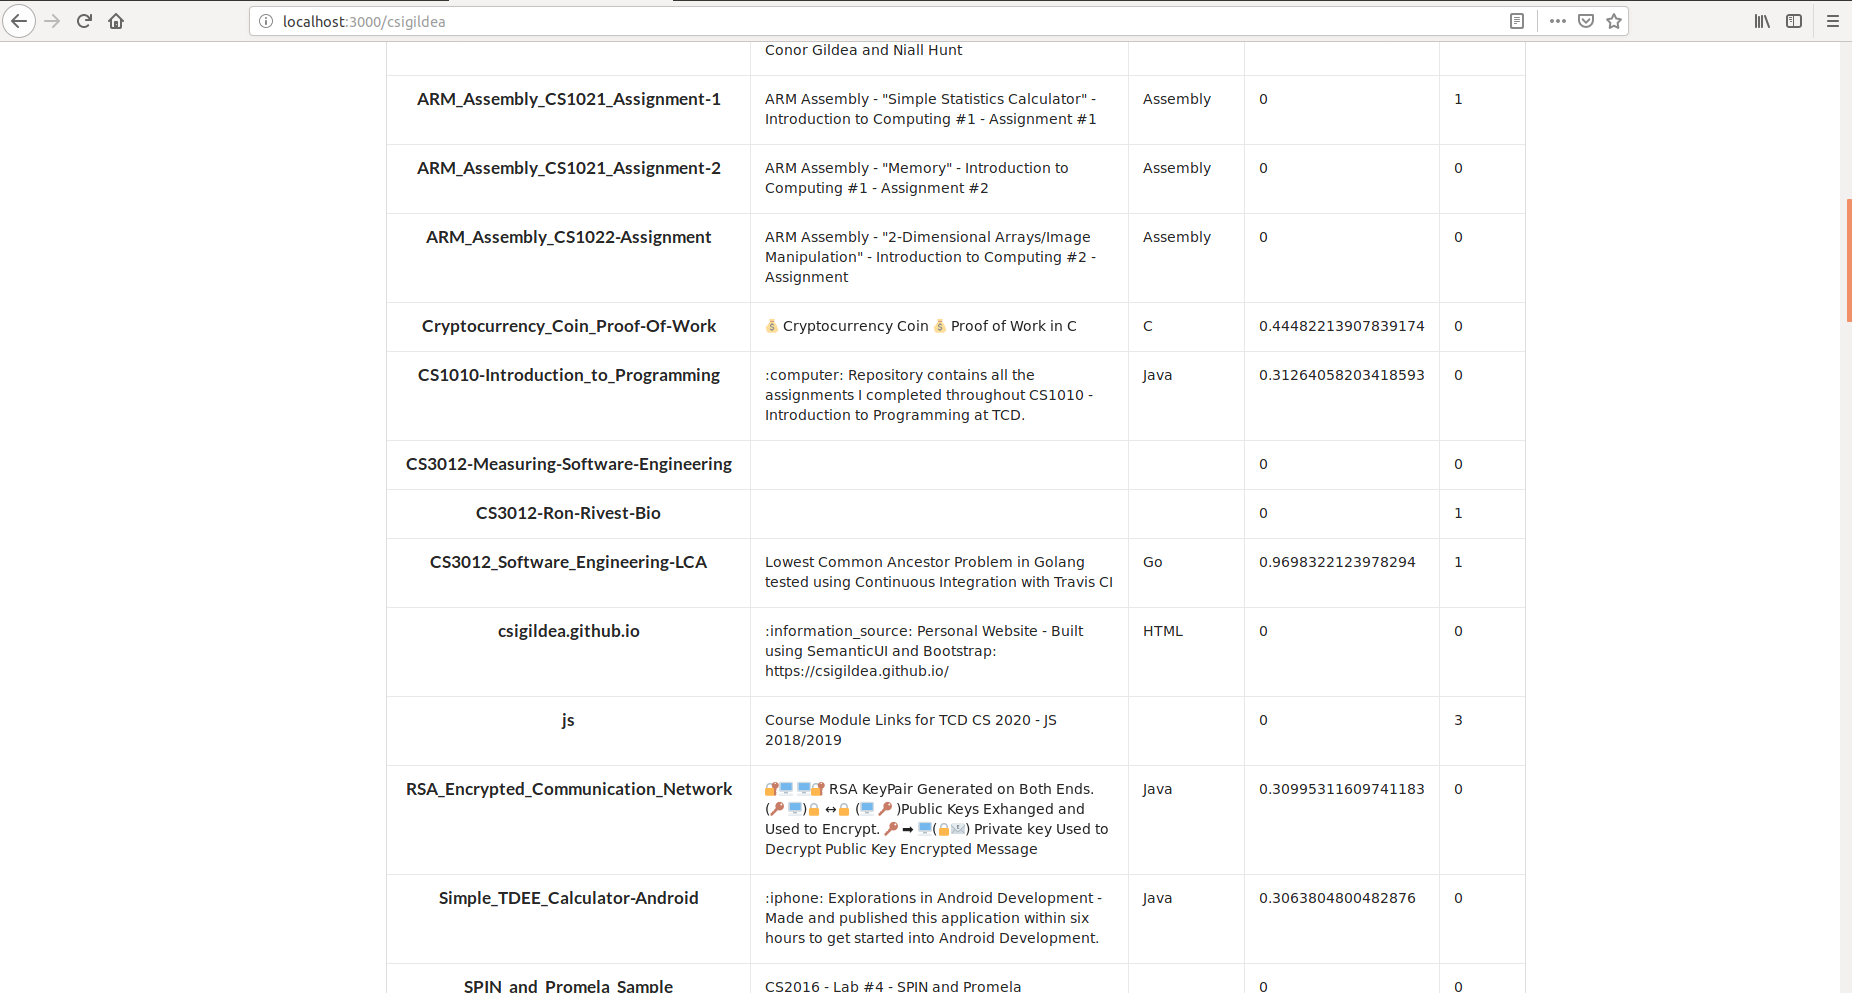 localhost:3000/csigildea
Conor Gildea and Niall Hunt
ARM_Assembly_CS1021_Assignment-1
ARM Assembly - "Simple Statistics Calculator" -
Introduction to Computing #1 - Assignment #1
Assembly
0
1
ARM_Assembly_CS1021_Assignment-2
ARM Assembly - "Memory" - Introduction to
Computing #1 - Assignment #2
Assembly
0
0
ARM_Assembly_CS1022-Assignment
ARM Assembly - "2-Dimensional Arrays/Image
Manipulation" - Introduction to Computing #2 -
Assignment
Assembly
0
0
Cryptocurrency_Coin_Proof-Of-Work
💰 Cryptocurrency Coin 💰 Proof of Work in C
C
0.44482213907839174
0
CS1010-Introduction_to_Programming
:computer: Repository contains all the
assignments I completed throughout CS1010 -
Introduction to Programming at TCD.
Java
0.31264058203418593
0
CS3012-Measuring-Software-Engineering
0
0
CS3012-Ron-Rivest-Bio
0
1
CS3012_Software_Engineering-LCA
Lowest Common Ancestor Problem in Golang
tested using Continuous Integration with Travis CI
Go
0.9698322123978294
1
csigildea.github.io
:information_source: Personal Website - Built
using SemanticUI and Bootstrap:
https://csigildea.github.io/
HTML
0
0
js
Course Module Links for TCD CS 2020 - JS
2018/2019
0
3
RSA_Encrypted_Communication_Network
🔐🖥️ 🖥️🔐 RSA KeyPair Generated on Both Ends.
(🔑 🖥️)🔒 ↔🔒 (🖥️ 🔑 )Public Keys Exhanged and
Used to Encrypt. 🔑 ➡ 🖥️(🔒✉️) Private key Used to
Decrypt Public Key Encrypted Message
Java
0.30995311609741183
0
Simple_TDEE_Calculator-Android
:iphone: Explorations in Android Development -
Made and published this application within six
hours to get started into Android Development.
Java
0.3063804800482876
0
SPIN_and_Promela_Sample
CS2016 - Lab #4 - SPIN and Promela
0
0